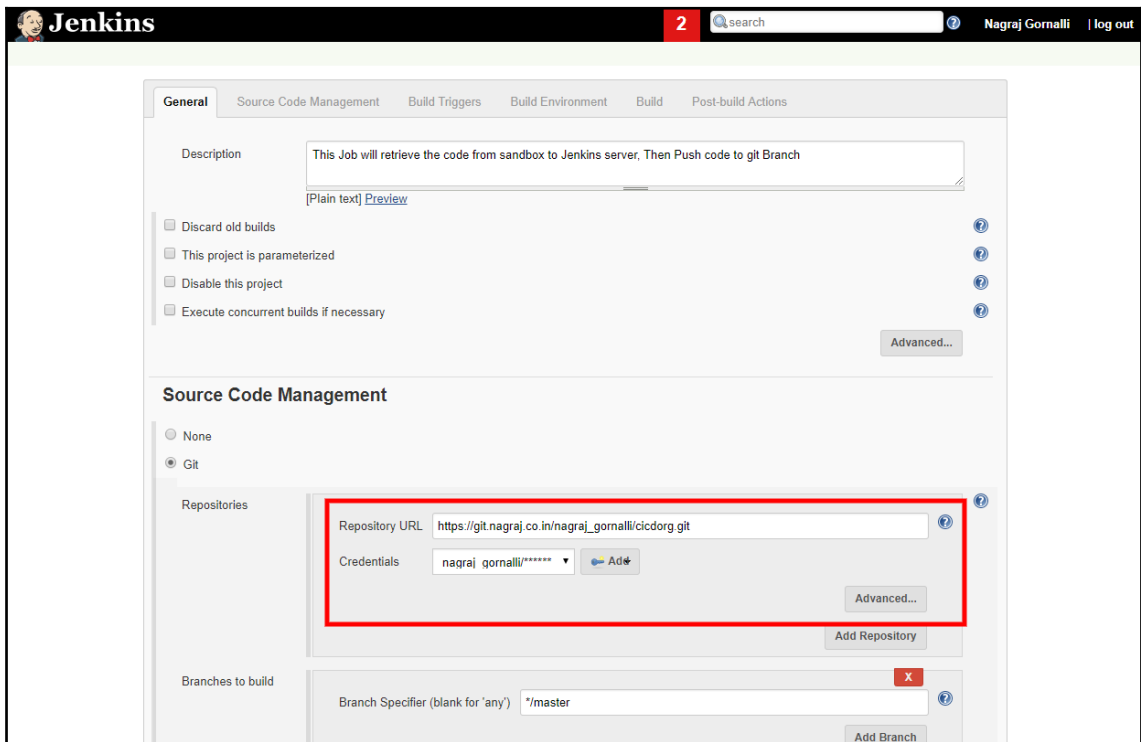 Jenkins 2 search Nagraj Gornalli | log out
General Source Code Management Build Triggers Build Environment Build Post-build Actions
Description This Job will retrieve the code from sandbox to Jenkins server, Then Push code to git Branch
[Plain text] Preview
Discard old builds
This project is parameterized
Disable this project
Execute concurrent builds if necessary
Advanced...
Source Code Management
None
Git
Repositories
Repository URL https://git.nagraj.co.in/nagraj_gornalli/cicdorg.git
Credentials nagraj_gornalli/****** Add
Advanced...
Add Repository
Branches to build X
Branch Specifier (blank for 'any') */master
Add Branch